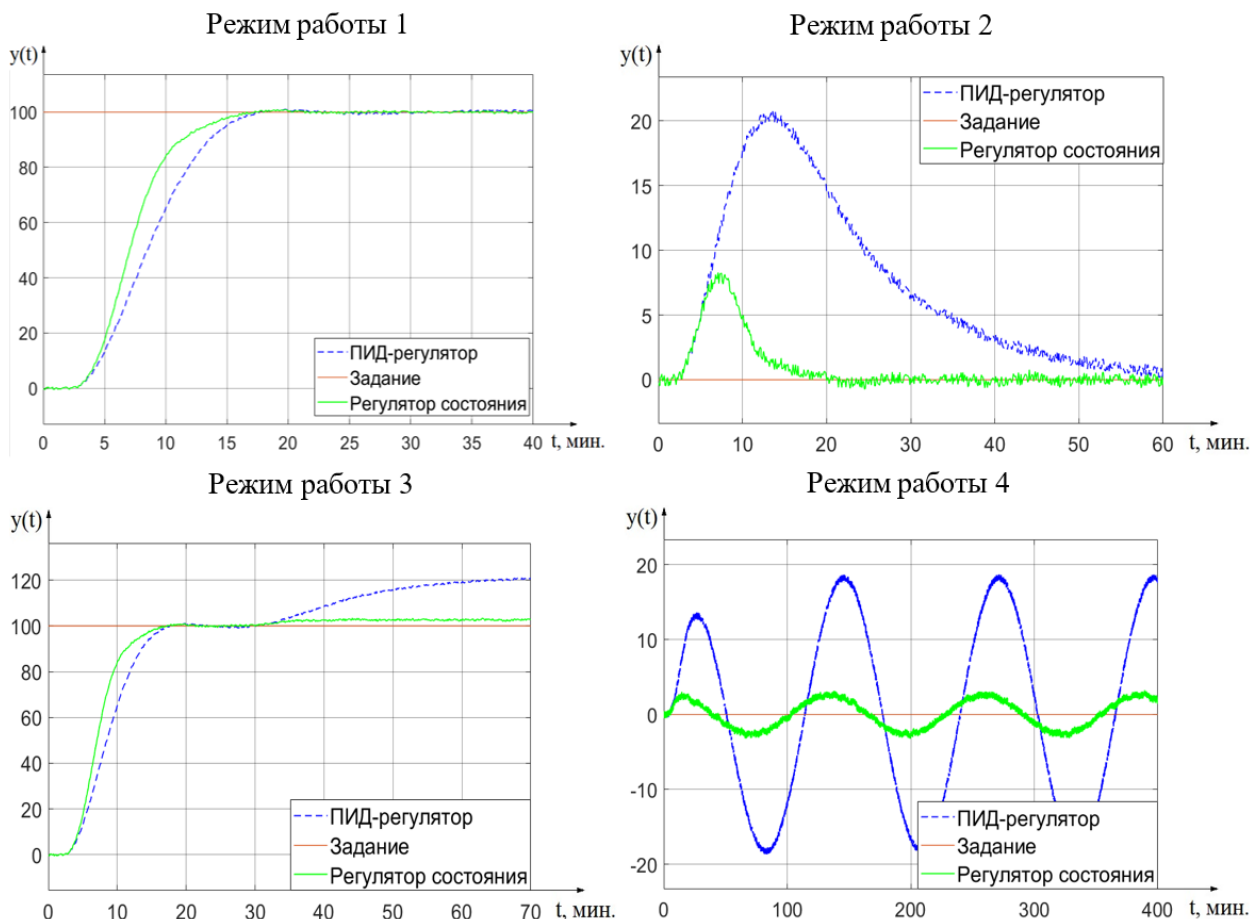 Режим работы 1
y(t)
100
80
60
40
20
0
ПИД-регулятор
Задание
Регулятор состояния
0 5 10 15 20 25 30 35 40 t, мин.
Режим работы 2
y(t)
20
15
10
5
0
ПИД-регулятор
Задание
Регулятор состояния
0 10 20 30 40 50 60 t, мин.
Режим работы 3
y(t)
120
100
80
60
40
20
0
ПИД-регулятор
Задание
Регулятор состояния
0 10 20 30 40 50 60 70 t, мин.
Режим работы 4
y(t)
20
10
0
-10
-20
ПИД-регулятор
Задание
Регулятор состояния
0 100 200 300 400 t, мин.